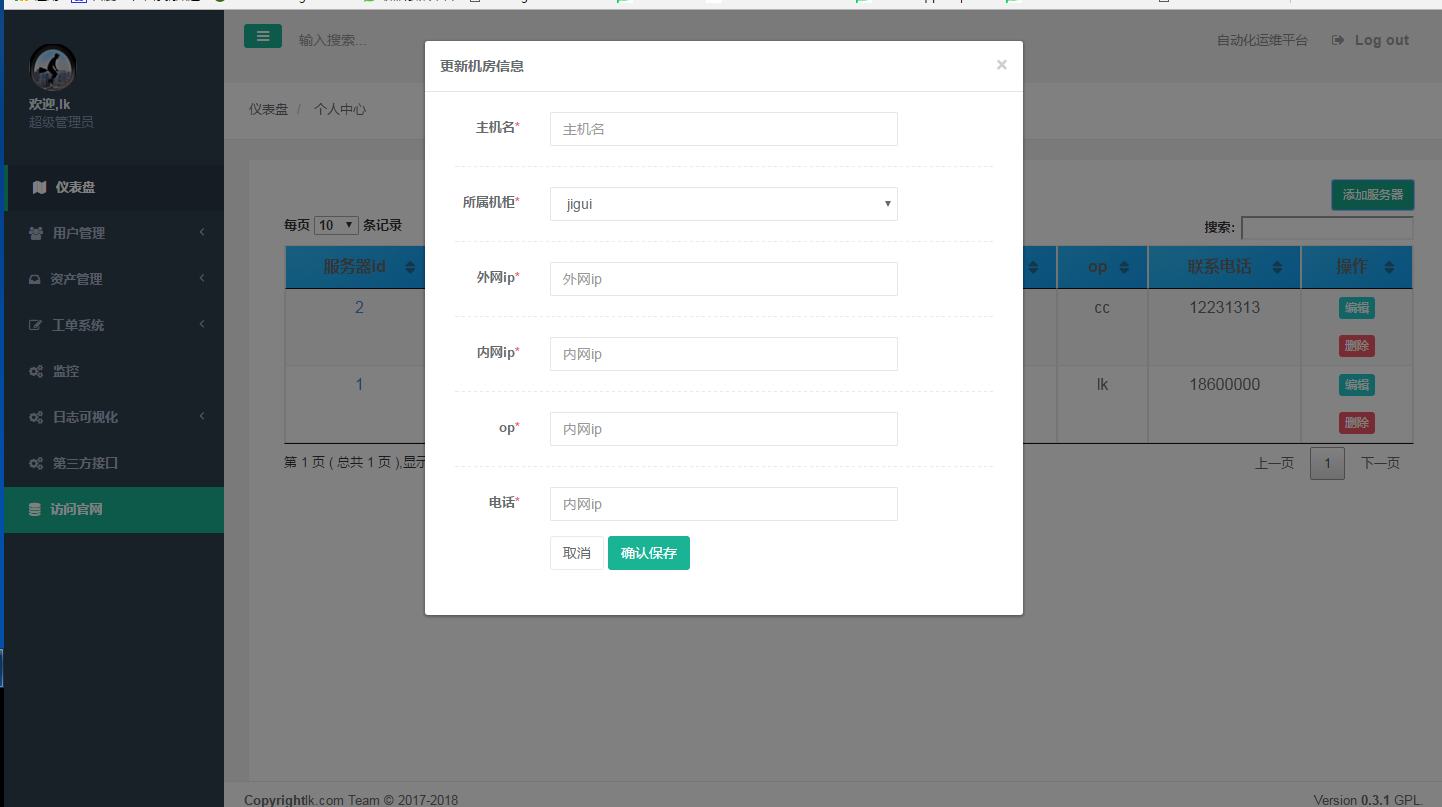 输入搜索...
自动化运维平台 Log out
欢迎,lk
超级管理员
仪表盘
用户管理
资产管理
工单系统
监控
日志可视化
第三方接口
访问官网
仪表盘 / 个人中心
更新机房信息 ×
主机名* 主机名
所属机柜* jigui
外网ip* 外网ip
内网ip* 内网ip
op* 内网ip
电话* 内网ip
取消 确认保存
添加服务器
每页 10 条记录
搜索:
服务器id op 联系电话 操作
2 cc 12231313 编辑
删除
1 lk 18600000 编辑
删除
第 1 页 ( 总共 1 页 ),显示
上一页 1 下一页
Copyrightlk.com Team © 2017-2018
Version 0.3.1 GPL.